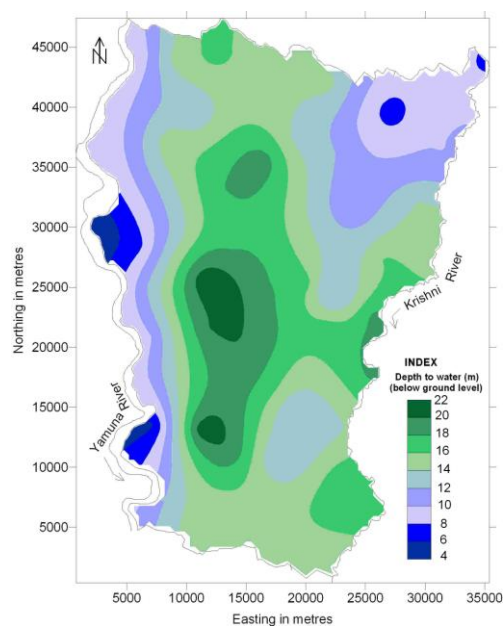 N
45000
40000
35000
30000
25000
20000
15000
10000
5000
Northing in metres
Yamuna River
Krishni River
INDEX
Depth to water (m)
(below ground level)
22
20
18
16
14
12
10
8
6
4
5000 10000 15000 20000 25000 30000 35000
Easting in metres